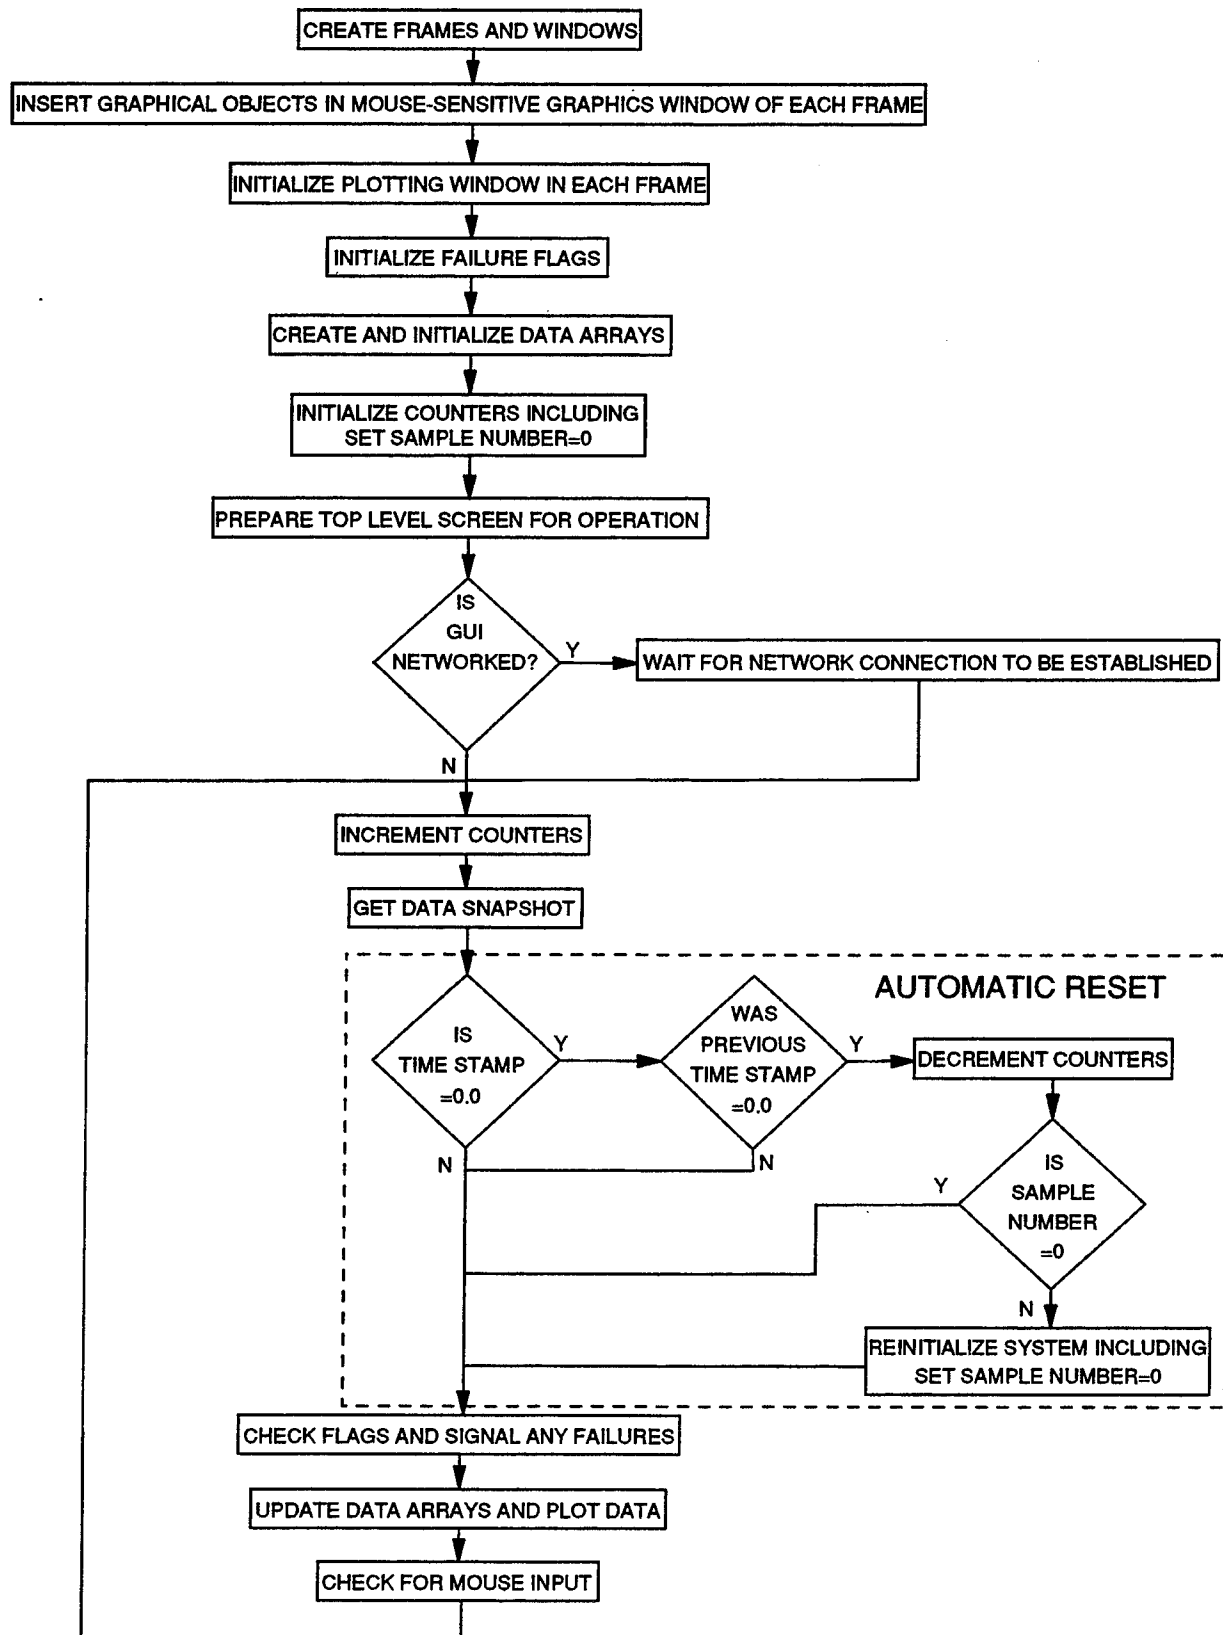 CREATE FRAMES AND WINDOWS
INSERT GRAPHICAL OBJECTS IN MOUSE-SENSITIVE GRAPHICS WINDOW OF EACH FRAME
INITIALIZE PLOTTING WINDOW IN EACH FRAME
INITIALIZE FAILURE FLAGS
CREATE AND INITIALIZE DATA ARRAYS
INITIALIZE COUNTERS INCLUDING
SET SAMPLE NUMBER=0
PREPARE TOP LEVEL SCREEN FOR OPERATION
IS
GUI
NETWORKED?
Y
WAIT FOR NETWORK CONNECTION TO BE ESTABLISHED
N
INCREMENT COUNTERS
GET DATA SNAPSHOT
AUTOMATIC RESET
IS
TIME STAMP
=0.0
Y
WAS
PREVIOUS
TIME STAMP
=0.0
Y
DECREMENT COUNTERS
N
N
IS
SAMPLE
NUMBER
=0
Y
N
REINITIALIZE SYSTEM INCLUDING
SET SAMPLE NUMBER=0
CHECK FLAGS AND SIGNAL ANY FAILURES
UPDATE DATA ARRAYS AND PLOT DATA
CHECK FOR MOUSE INPUT